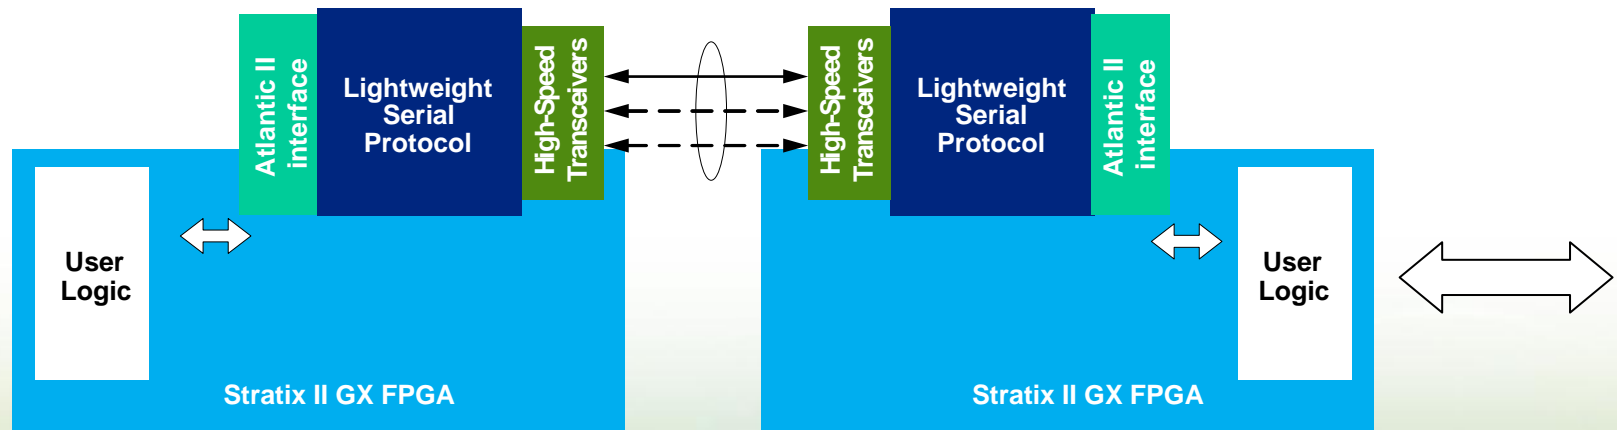 Atlantic II
interface
Lightweight
Serial
Protocol
High-Speed
Transceivers
High-Speed
Transceivers
Lightweight
Serial
Protocol
Atlantic II
interface
User
Logic
User
Logic
Stratix II GX FPGA
Stratix II GX FPGA